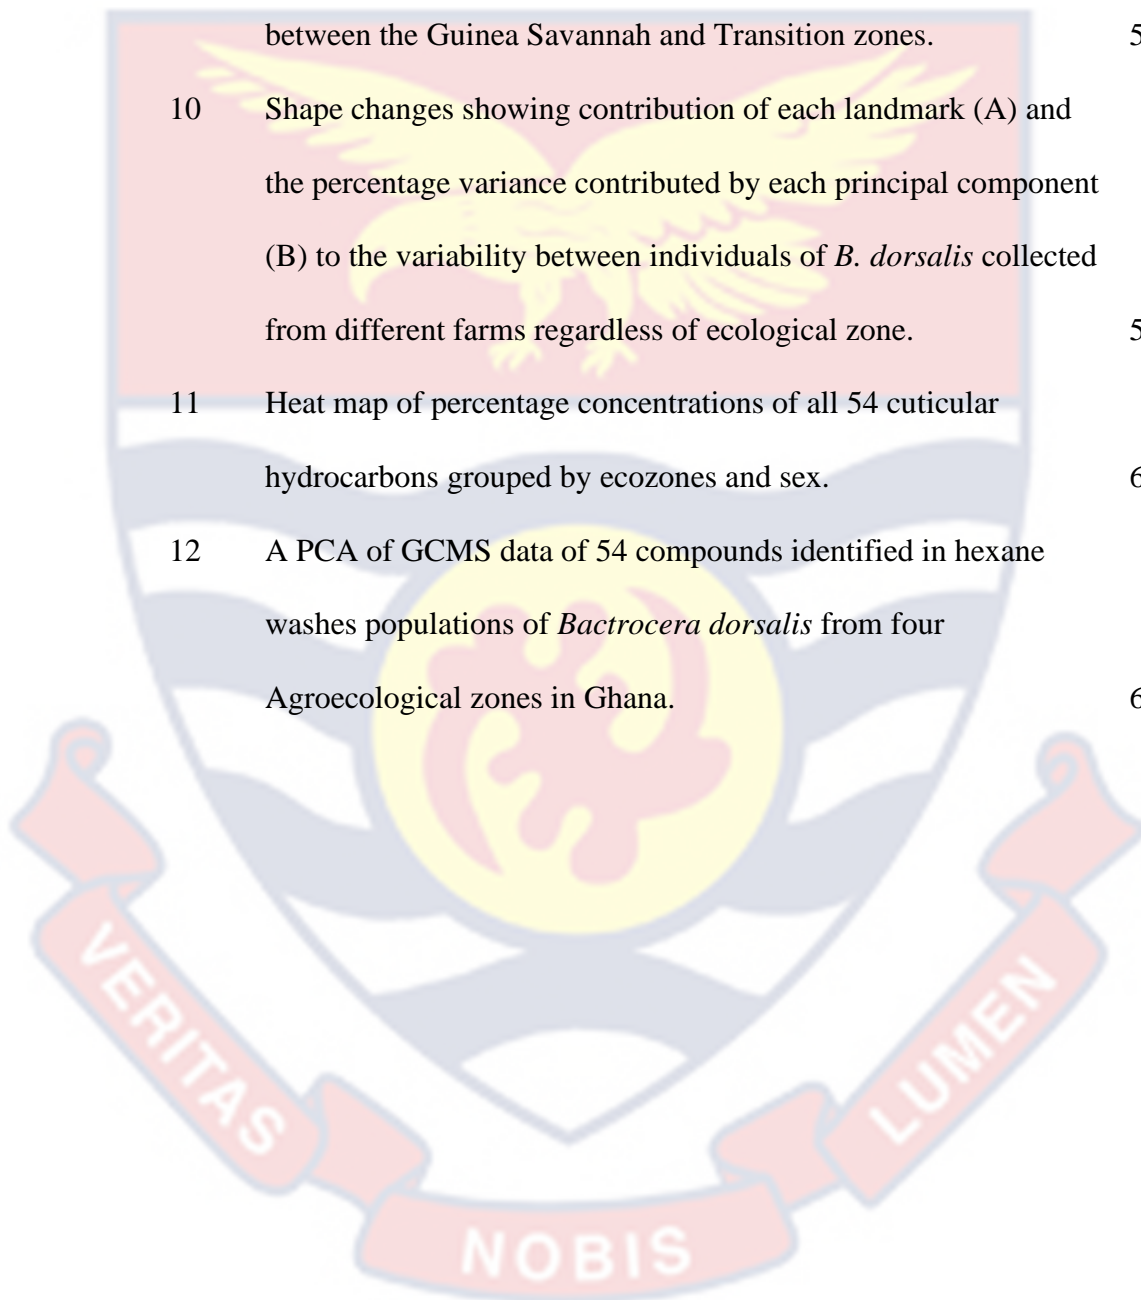 between the Guinea Savannah and Transition zones. 5
10 Shape changes showing contribution of each landmark (A) and
the percentage variance contributed by each principal component
(B) to the variability between individuals of B. dorsalis collected
from different farms regardless of ecological zone. 5
11 Heat map of percentage concentrations of all 54 cuticular
hydrocarbons grouped by ecozones and sex. 6
12 A PCA of GCMS data of 54 compounds identified in hexane
washes populations of Bactrocera dorsalis from four
Agroecological zones in Ghana. 6
VERITAS
NOBIS
LUMEN